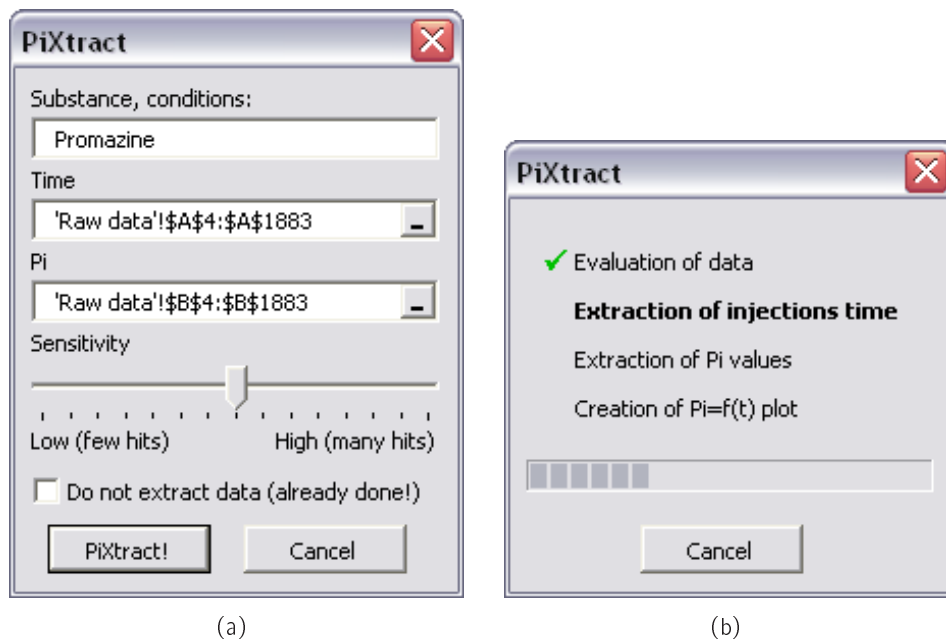 PiXtract
Substance, conditions:
Promazine
Time
'Raw data'!$A$4:$A$1883
Pi
'Raw data'!$B$4:$B$1883
Sensitivity
Low (few hits) High (many hits)
Do not extract data (already done!)
PiXtract! Cancel
(a)
PiXtract
Evaluation of data
Extraction of injections time
Extraction of Pi values
Creation of Pi=f(t) plot
Cancel
(b)